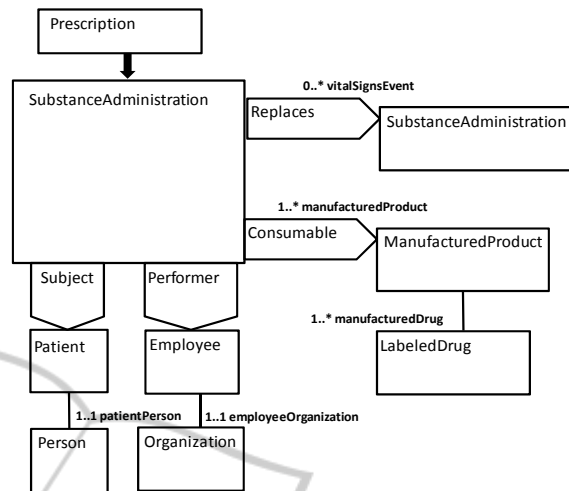 Prescription
SubstanceAdministration
0..* vitalSignsEvent
Replaces
SubstanceAdministration
1..* manufacturedProduct
Consumable
ManufacturedProduct
Subject
Performer
1..* manufacturedDrug
Patient
Employee
LabeledDrug
1..1 patientPerson
1..1 employeeOrganization
Person
Organization